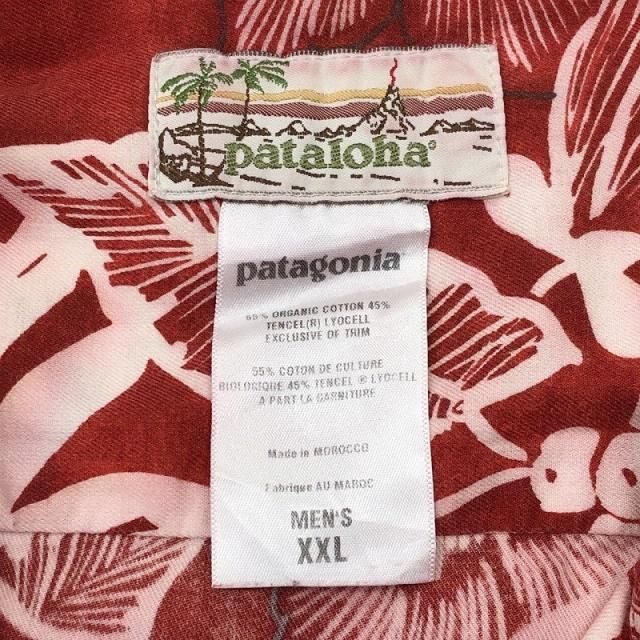 pataloha®
patagonia
55% ORGANIC COTTON 45%
TENCEL(R) LYOCELL
EXCLUSIVE OF TRIM
55% COTON DE CULTURE
BIOLOGIQUE 45% TENCEL ® LYOCELL
A PART LA GARNITURE
Made in MOROCCO
Fabrique AU MAROC
MEN'S
XXL